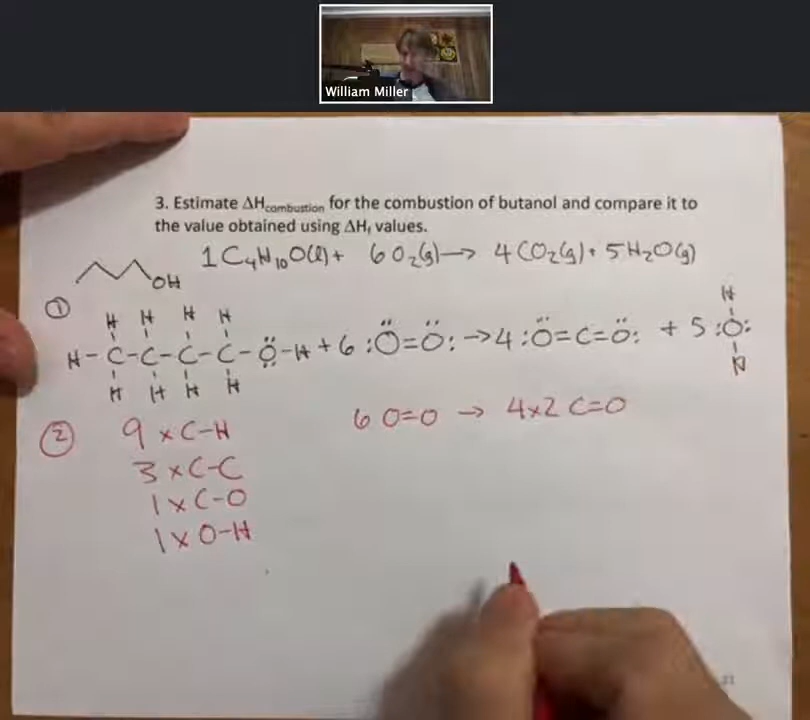 William Miller
3. Estimate ΔHcombustion for the combustion of butanol and compare it to
the value obtained using ΔHf values.
1 C4H10O(l) + 6 O2(g) → 4 CO2(g) + 5 H2O(g)
OH
①
H H H H H
H-C-C-C-C-Ö-H + 6 :Ö=Ö: → 4 :Ö=C=Ö: + 5 :Ö:
H H H H H
② 9 x C-H 6 O=O → 4x2 C=O
3 x C-C
1 x C-O
1 x O-H
21